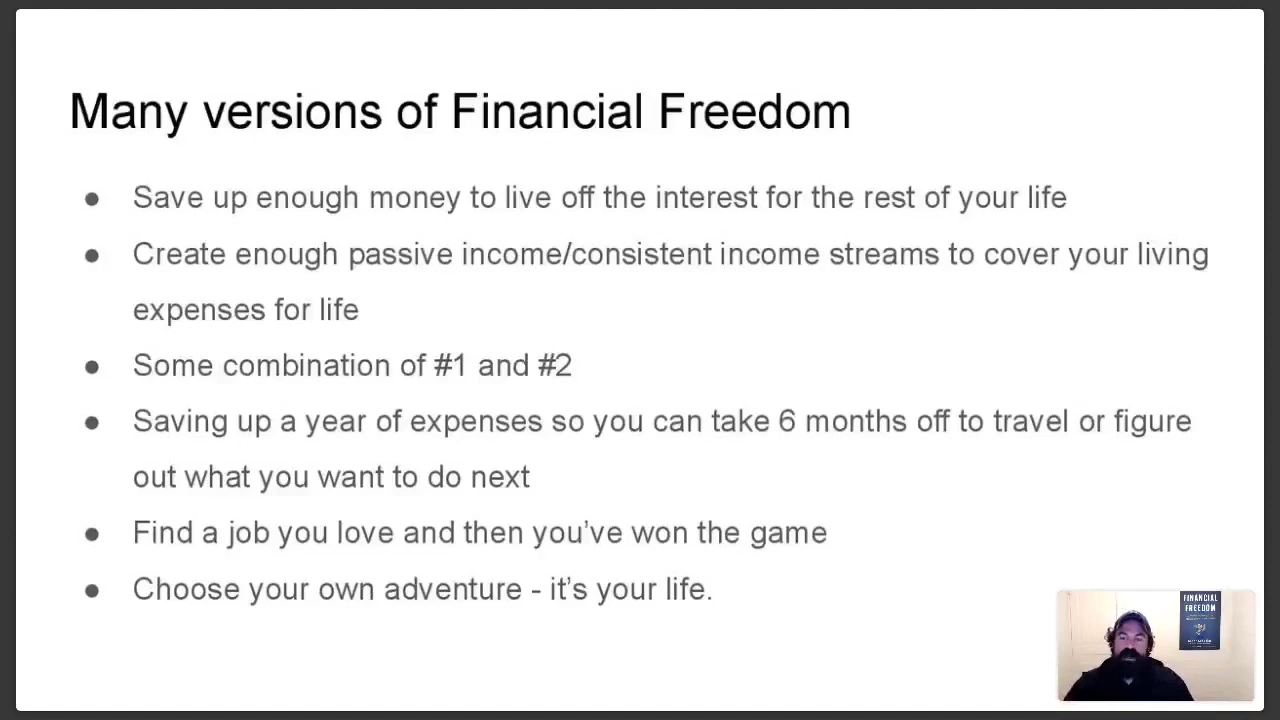 Many versions of Financial Freedom
● Save up enough money to live off the interest for the rest of your life
● Create enough passive income/consistent income streams to cover your living
expenses for life
● Some combination of #1 and #2
● Saving up a year of expenses so you can take 6 months off to travel or figure
out what you want to do next
● Find a job you love and then you’ve won the game
● Choose your own adventure - it’s your life.
FINANCIAL
FREEDOM